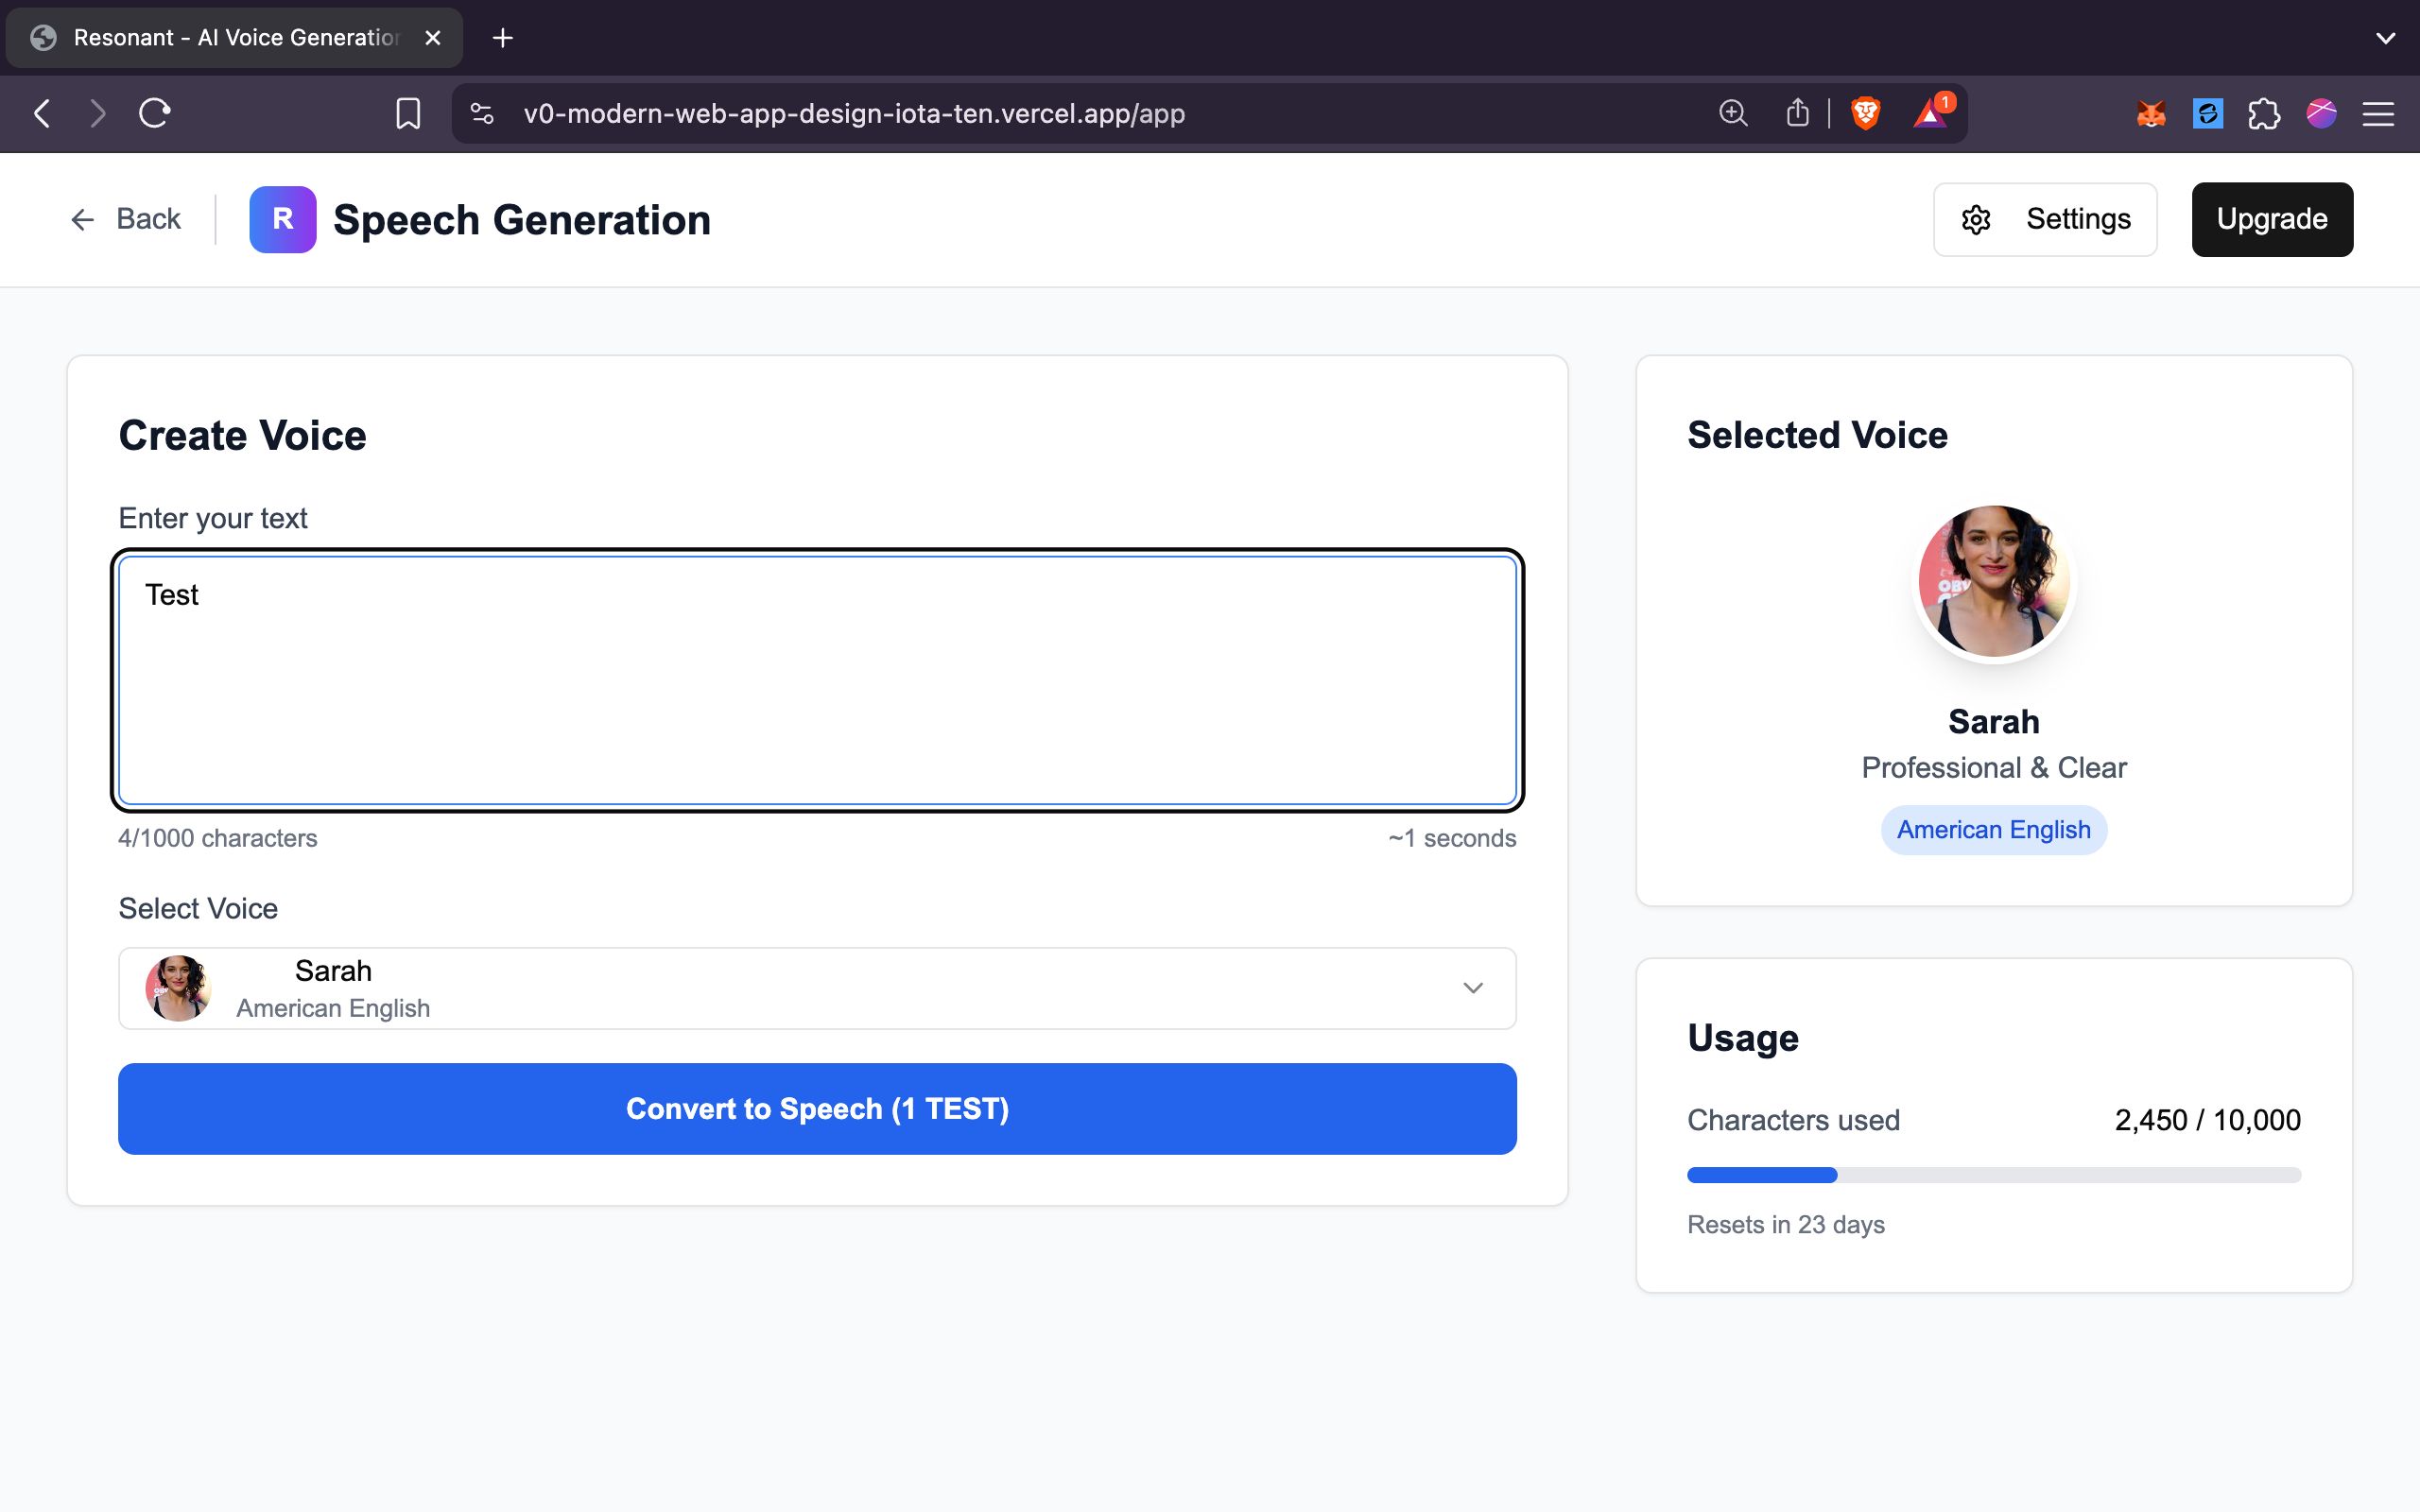 Resonant - AI Voice Generation
v0-modern-web-app-design-iota-ten.vercel.app/app
1
Back
R
Speech Generation
Settings
Upgrade
Create Voice
Enter your text
Test
4/1000 characters
~1 seconds
Select Voice
Sarah
American English
Convert to Speech (1 TEST)
Selected Voice
Sarah
Professional & Clear
American English
Usage
Characters used
2,450 / 10,000
Resets in 23 days